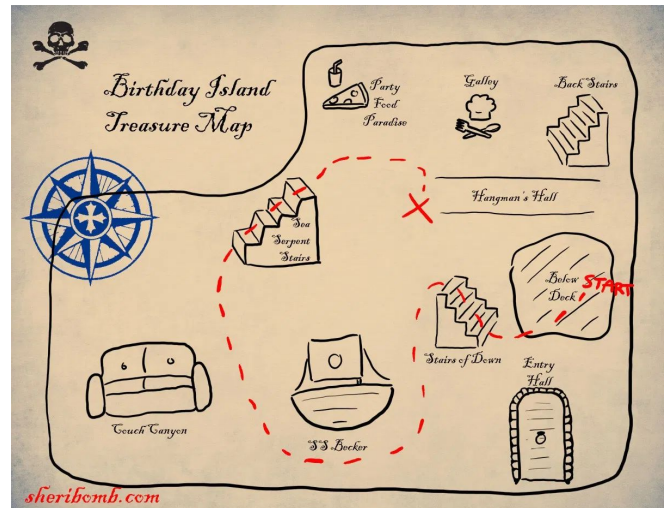 Birthday Island
Treasure Map
Party
Food
Paradise
Galley
Back Stairs
Hangman's Hall
Sea
Serpent
Stairs
Below
Deck
START
Stairs of Down
Entry
Hall
Couch Canyon
SS Becker
sheribomb.com